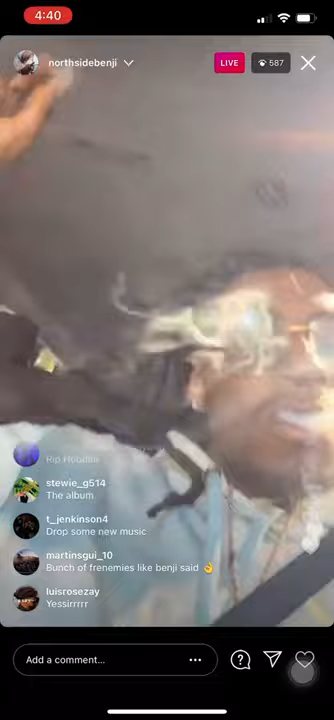 4:40
northsidebenji
LIVE
587
Rip Houdini
stewie_g514
The album
t_jenkinson4
Drop some new music
martinsgui_10
Bunch of frenemies like benji said 👌
luisrosezay
Yessirrrrr
Add a comment...